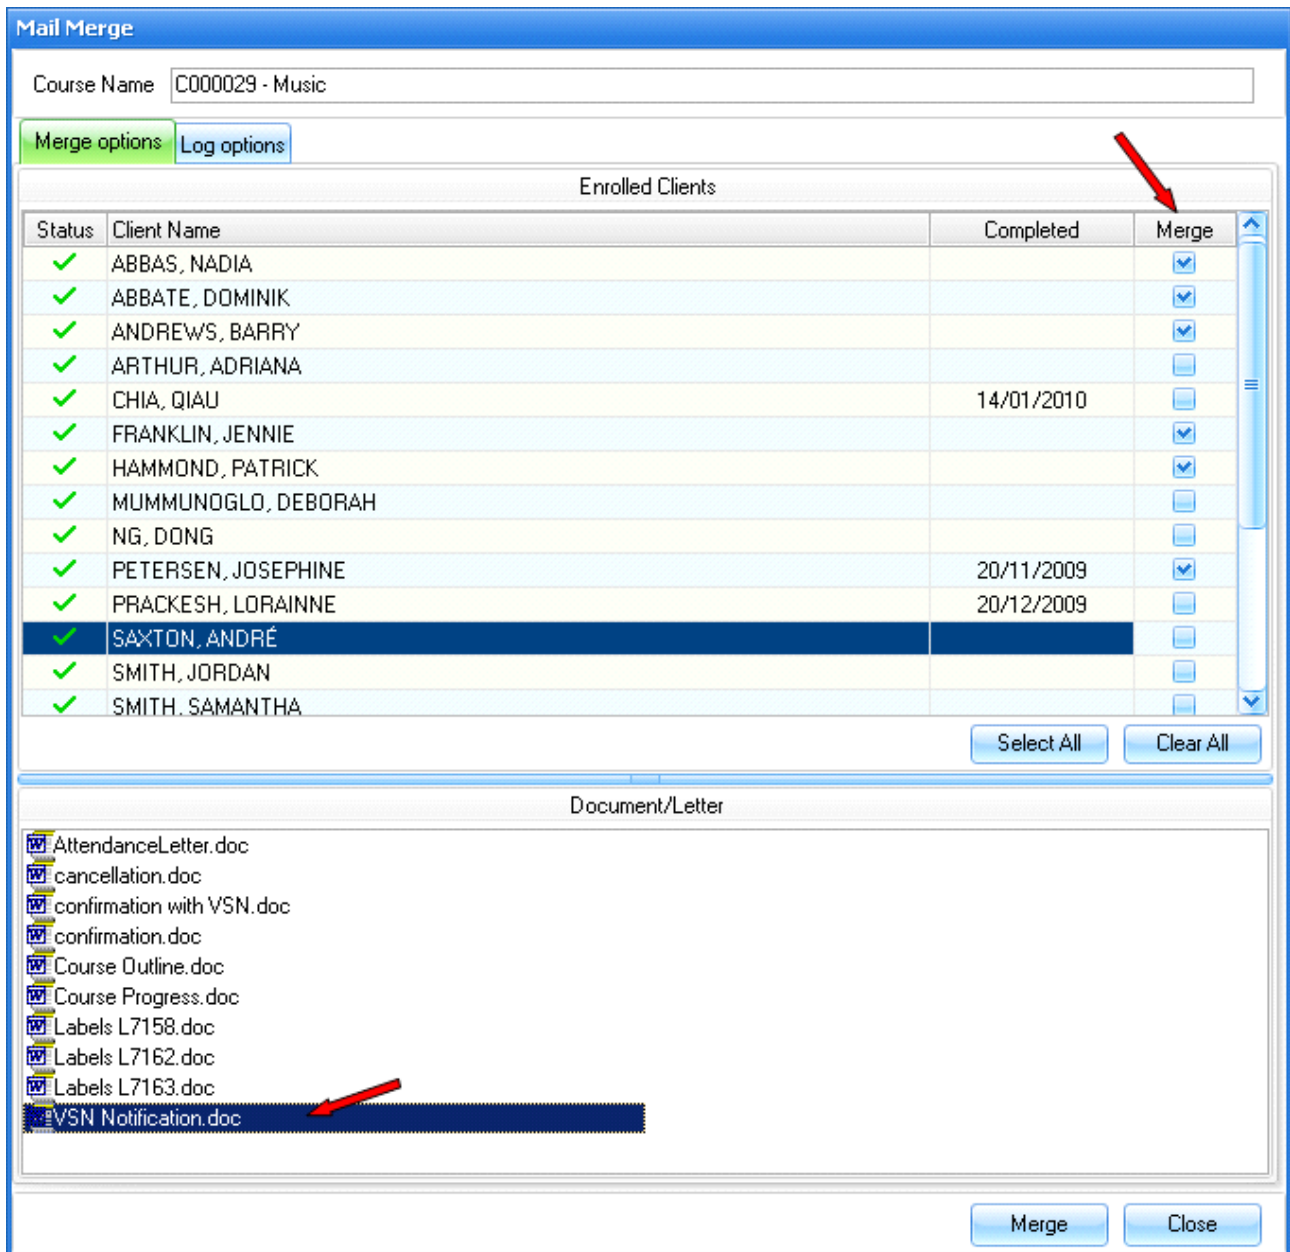 Mail Merge
Course Name C000029 - Music
Merge options Log options
Enrolled Clients
Status Client Name Completed Merge
ABBAS, NADIA
ABBATE, DOMINIK
ANDREWS, BARRY
ARTHUR, ADRIANA
CHIA, QIAU 14/01/2010
FRANKLIN, JENNIE
HAMMOND, PATRICK
MUMMUNOGLO, DEBORAH
NG, DONG
PETERSEN, JOSEPHINE 20/11/2009
PRACKESH, LORAINNE 20/12/2009
SAXTON, ANDRÉ
SMITH, JORDAN
SMITH, SAMANTHA
Select All Clear All
Document/Letter
AttendanceLetter.doc
cancellation.doc
confirmation with VSN.doc
confirmation.doc
Course Outline.doc
Course Progress.doc
Labels L7158.doc
Labels L7162.doc
Labels L7163.doc
VSN Notification.doc
Merge Close